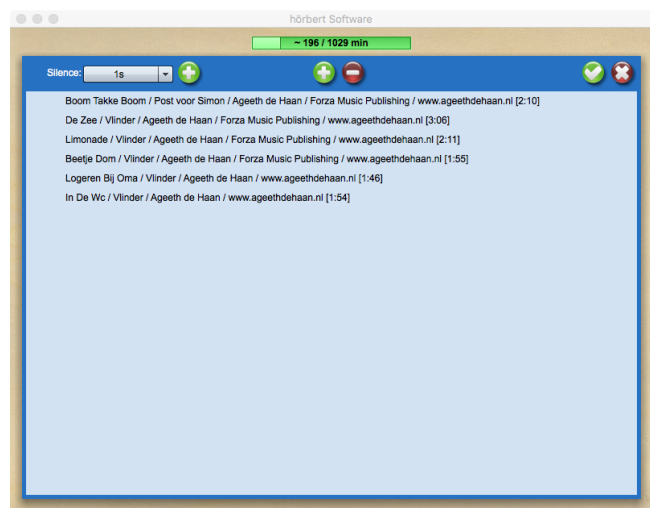 hörbert Software
~ 196 / 1029 min
Silence: 1s
Boom Takke Boom / Post voor Simon / Ageeth de Haan / Forza Music Publishing / www.ageethdehaan.nl [2:10]
De Zee / Vlinder / Ageeth de Haan / Forza Music Publishing / www.ageethdehaan.nl [3:06]
Limonade / Vlinder / Ageeth de Haan / Forza Music Publishing / www.ageethdehaan.nl [2:11]
Beetje Dom / Vlinder / Ageeth de Haan / Forza Music Publishing / www.ageethdehaan.nl [1:55]
Logeren Bij Oma / Vlinder / Ageeth de Haan / www.ageethdehaan.nl [1:46]
In De Wc / Vlinder / Ageeth de Haan / www.ageethdehaan.nl [1:54]